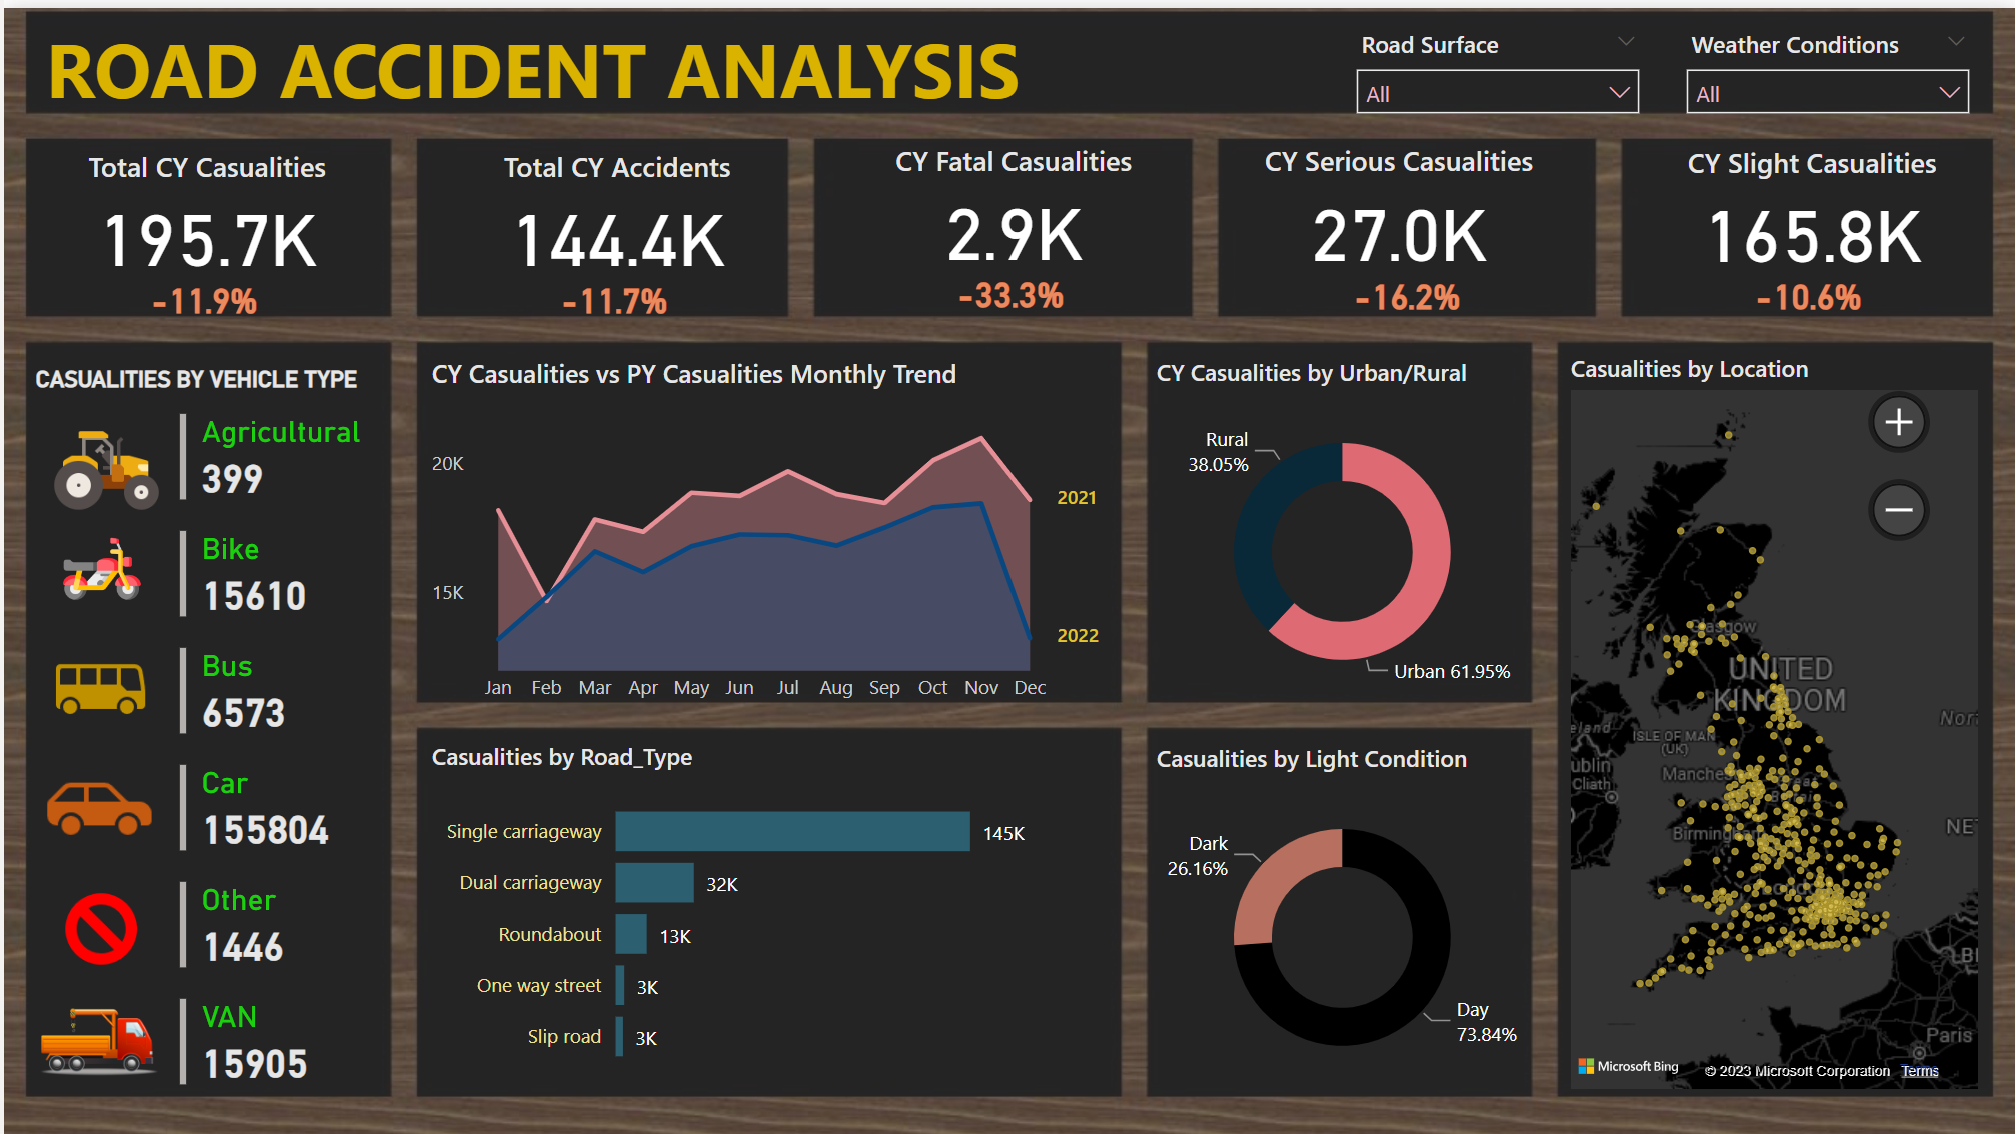 ROAD ACCIDENT ANALYSIS
Road Surface
All
Weather Conditions
All
Total CY Casualities
195.7K
-11.9%
Total CY Accidents
144.4K
-11.7%
CY Fatal Casualities
2.9K
-33.3%
CY Serious Casualities
27.0K
-16.2%
CY Slight Casualities
165.8K
-10.6%
CASUALITIES BY VEHICLE TYPE
Agricultural
399
Bike
15610
Bus
6573
Car
155804
Other
1446
VAN
15905
CY Casualities vs PY Casualities Monthly Trend
20K
15K
2021
2022
Jan Feb Mar Apr May Jun Jul Aug Sep Oct Nov Dec
CY Casualities by Urban/Rural
Rural
38.05%
Urban 61.95%
Casualities by Road_Type
Single carriageway 145K
Dual carriageway 32K
Roundabout 13K
One way street 3K
Slip road 3K
Casualities by Light Condition
Dark
26.16%
Day
73.84%
Casualities by Location
Glasgow
UNITED
KINGDOM
Nor
eland
ISLE OF MAN
(UK)
ublin
Cliath
Manches
Birmingh
NE
Paris
Microsoft Bing
© 2023 Microsoft Corporation Terms